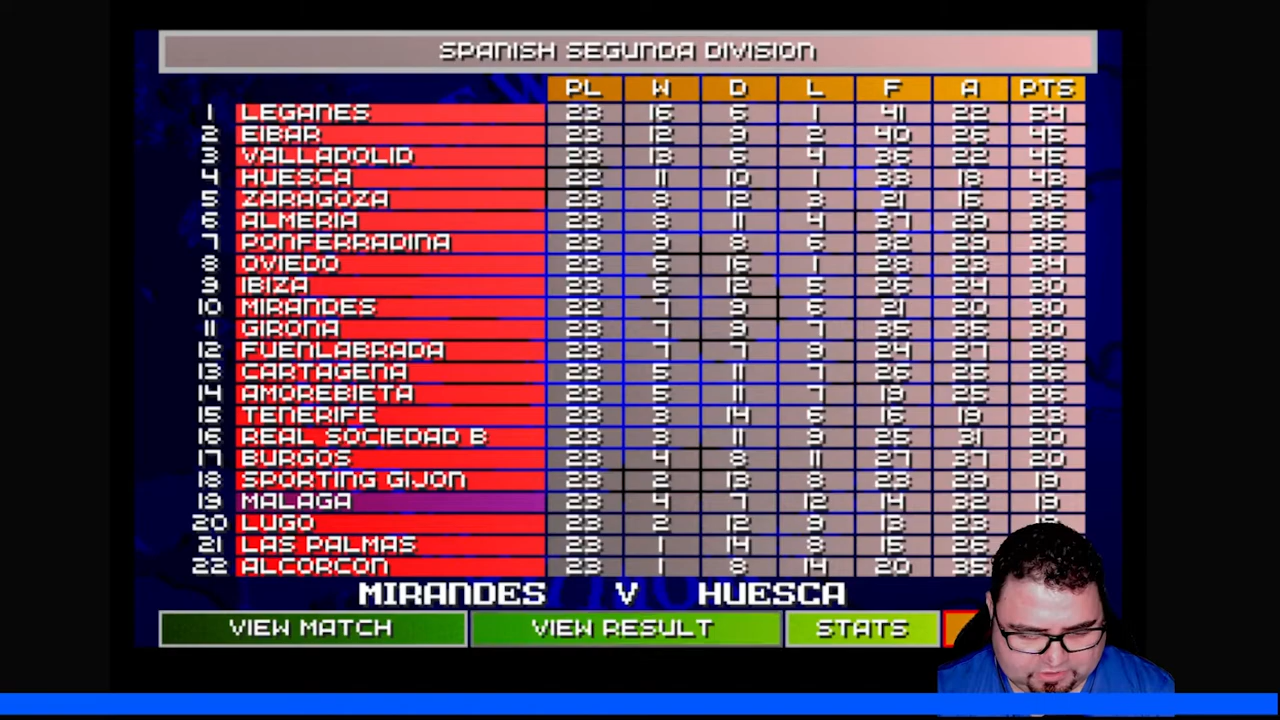 SPANISH SEGUNDA DIVISION
PL W D L F A PTS
1 LEGANES 23 16 6 1 41 22 54
2 EIBAR 23 12 9 2 40 26 45
3 VALLADOLID 23 13 6 4 36 22 45
4 HUESCA 22 11 10 1 33 18 43
5 ZARAGOZA 23 8 12 3 21 15 36
6 ALMERIA 23 8 11 4 37 29 35
7 PONFERRADINA 23 9 8 6 32 29 35
8 OVIEDO 23 6 16 1 28 23 34
9 IBIZA 23 6 12 5 26 24 30
10 MIRANDES 22 7 9 6 21 20 30
11 GIRONA 23 7 9 7 35 35 30
12 FUENLABRADA 23 7 7 9 24 27 28
13 CARTAGENA 23 5 11 7 26 25 26
14 AMOREBIETA 23 5 11 7 19 25 26
15 TENERIFE 23 3 14 6 16 19 23
16 REAL SOCIEDAD B 23 3 11 9 25 31 20
17 BURGOS 23 4 8 11 27 37 20
18 SPORTING GIJON 23 2 13 8 23 29 19
19 MALAGA 23 4 7 12 14 32 19
20 LUGO 23 2 12 9 13 23
21 LAS PALMAS 23 1 14 8 15 26
22 ALCORCON 23 1 8 14 20 35
MIRANDES V HUESCA
VIEW MATCH VIEW RESULT STATS